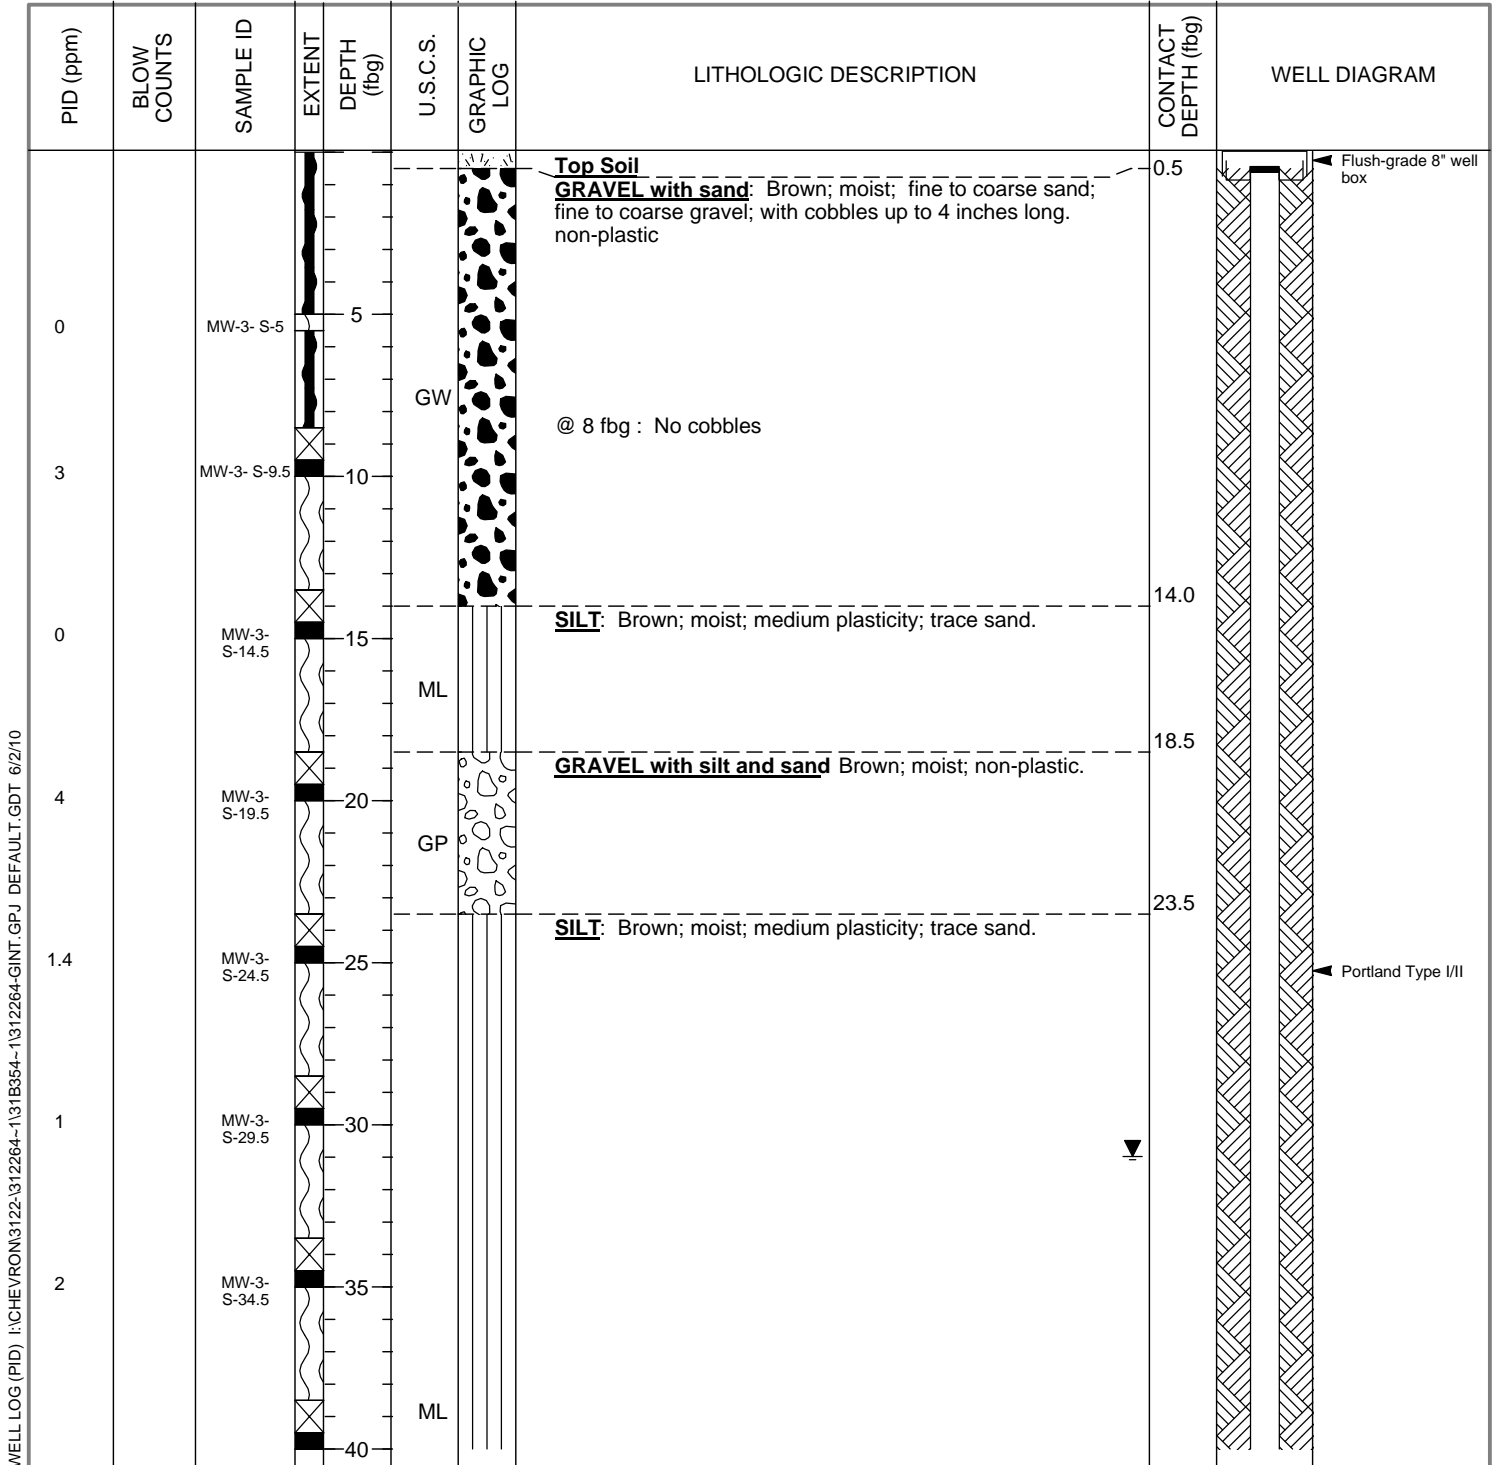 PID (ppm)
BLOW
COUNTS
SAMPLE ID
EXTENT
DEPTH
(fbg)
U.S.C.S.
GRAPHIC
LOG
LITHOLOGIC DESCRIPTION
CONTACT
DEPTH (fbg)
WELL DIAGRAM
Top Soil
0.5
Flush-grade 8" well
box
GRAVEL with sand: Brown; moist; fine to coarse sand;
fine to coarse gravel; with cobbles up to 4 inches long.
non-plastic
0
MW-3- S-5
5
GW
@ 8 fbg : No cobbles
3
MW-3- S-9.5
10
14.0
SILT: Brown; moist; medium plasticity; trace sand.
0
MW-3-
S-14.5
15
ML
18.5
GRAVEL with silt and sand Brown; moist; non-plastic.
4
MW-3-
S-19.5
20
GP
23.5
SILT: Brown; moist; medium plasticity; trace sand.
1.4
MW-3-
S-24.5
25
Portland Type I/II
1
MW-3-
S-29.5
30
2
MW-3-
S-34.5
35
ML
40
WELL LOG (PID) I:\CHEVRON\3122-\312264~1\31B354~1\312264-GINT.GPJ DEFAULT.GDT 6/2/10